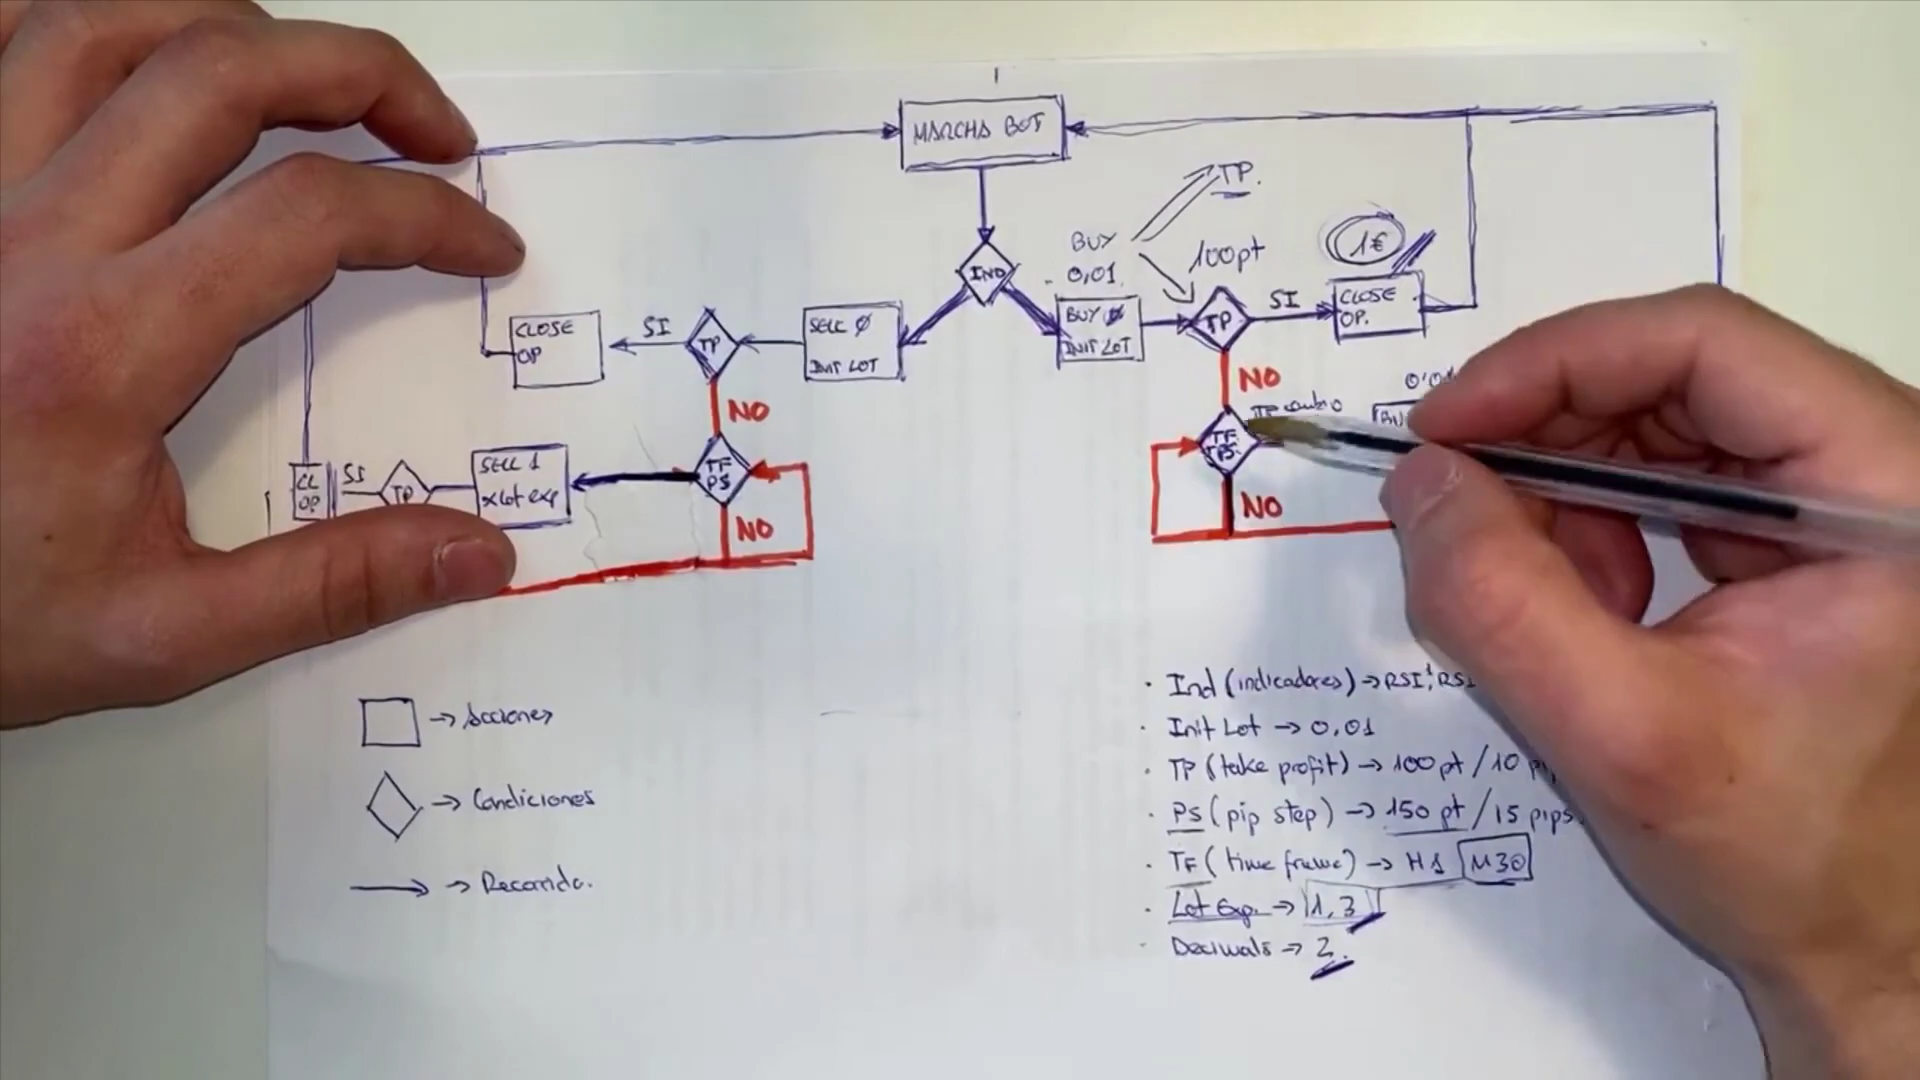 MARCHA BOT
TP.
IND
BUY
0,01
100pt
1€
CLOSE
OP
SI
TP
SELL Ø
INIT LOT
BUY Ø
INIT LOT
TP
SI
CLOSE
OP.
NO
NO
CL
OP
SI
TP
SELL 1
xLot exp
TF
PS
TF
PS
NO
NO
Acciones
Condiciones
Recorrido.
· Ind (indicadores) → RSI¹, RSI
· Init Lot → 0,01
· TP (take profit) → 100 pt / 10
· PS (pip step) → 150 pt / 15 pips
· TF (time frame) → H1 M30
· Lot Exp. → 1,3
· Decimals → 2.